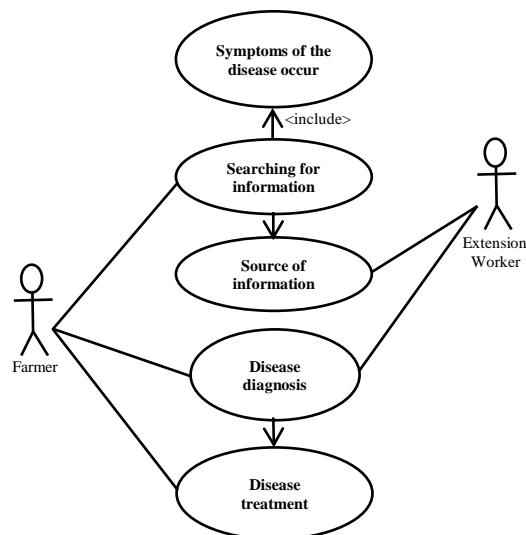 Symptoms of the
disease occur
<include>
Searching for
information
Extension
Worker
Source of
information
Farmer
Disease
diagnosis
Disease
treatment